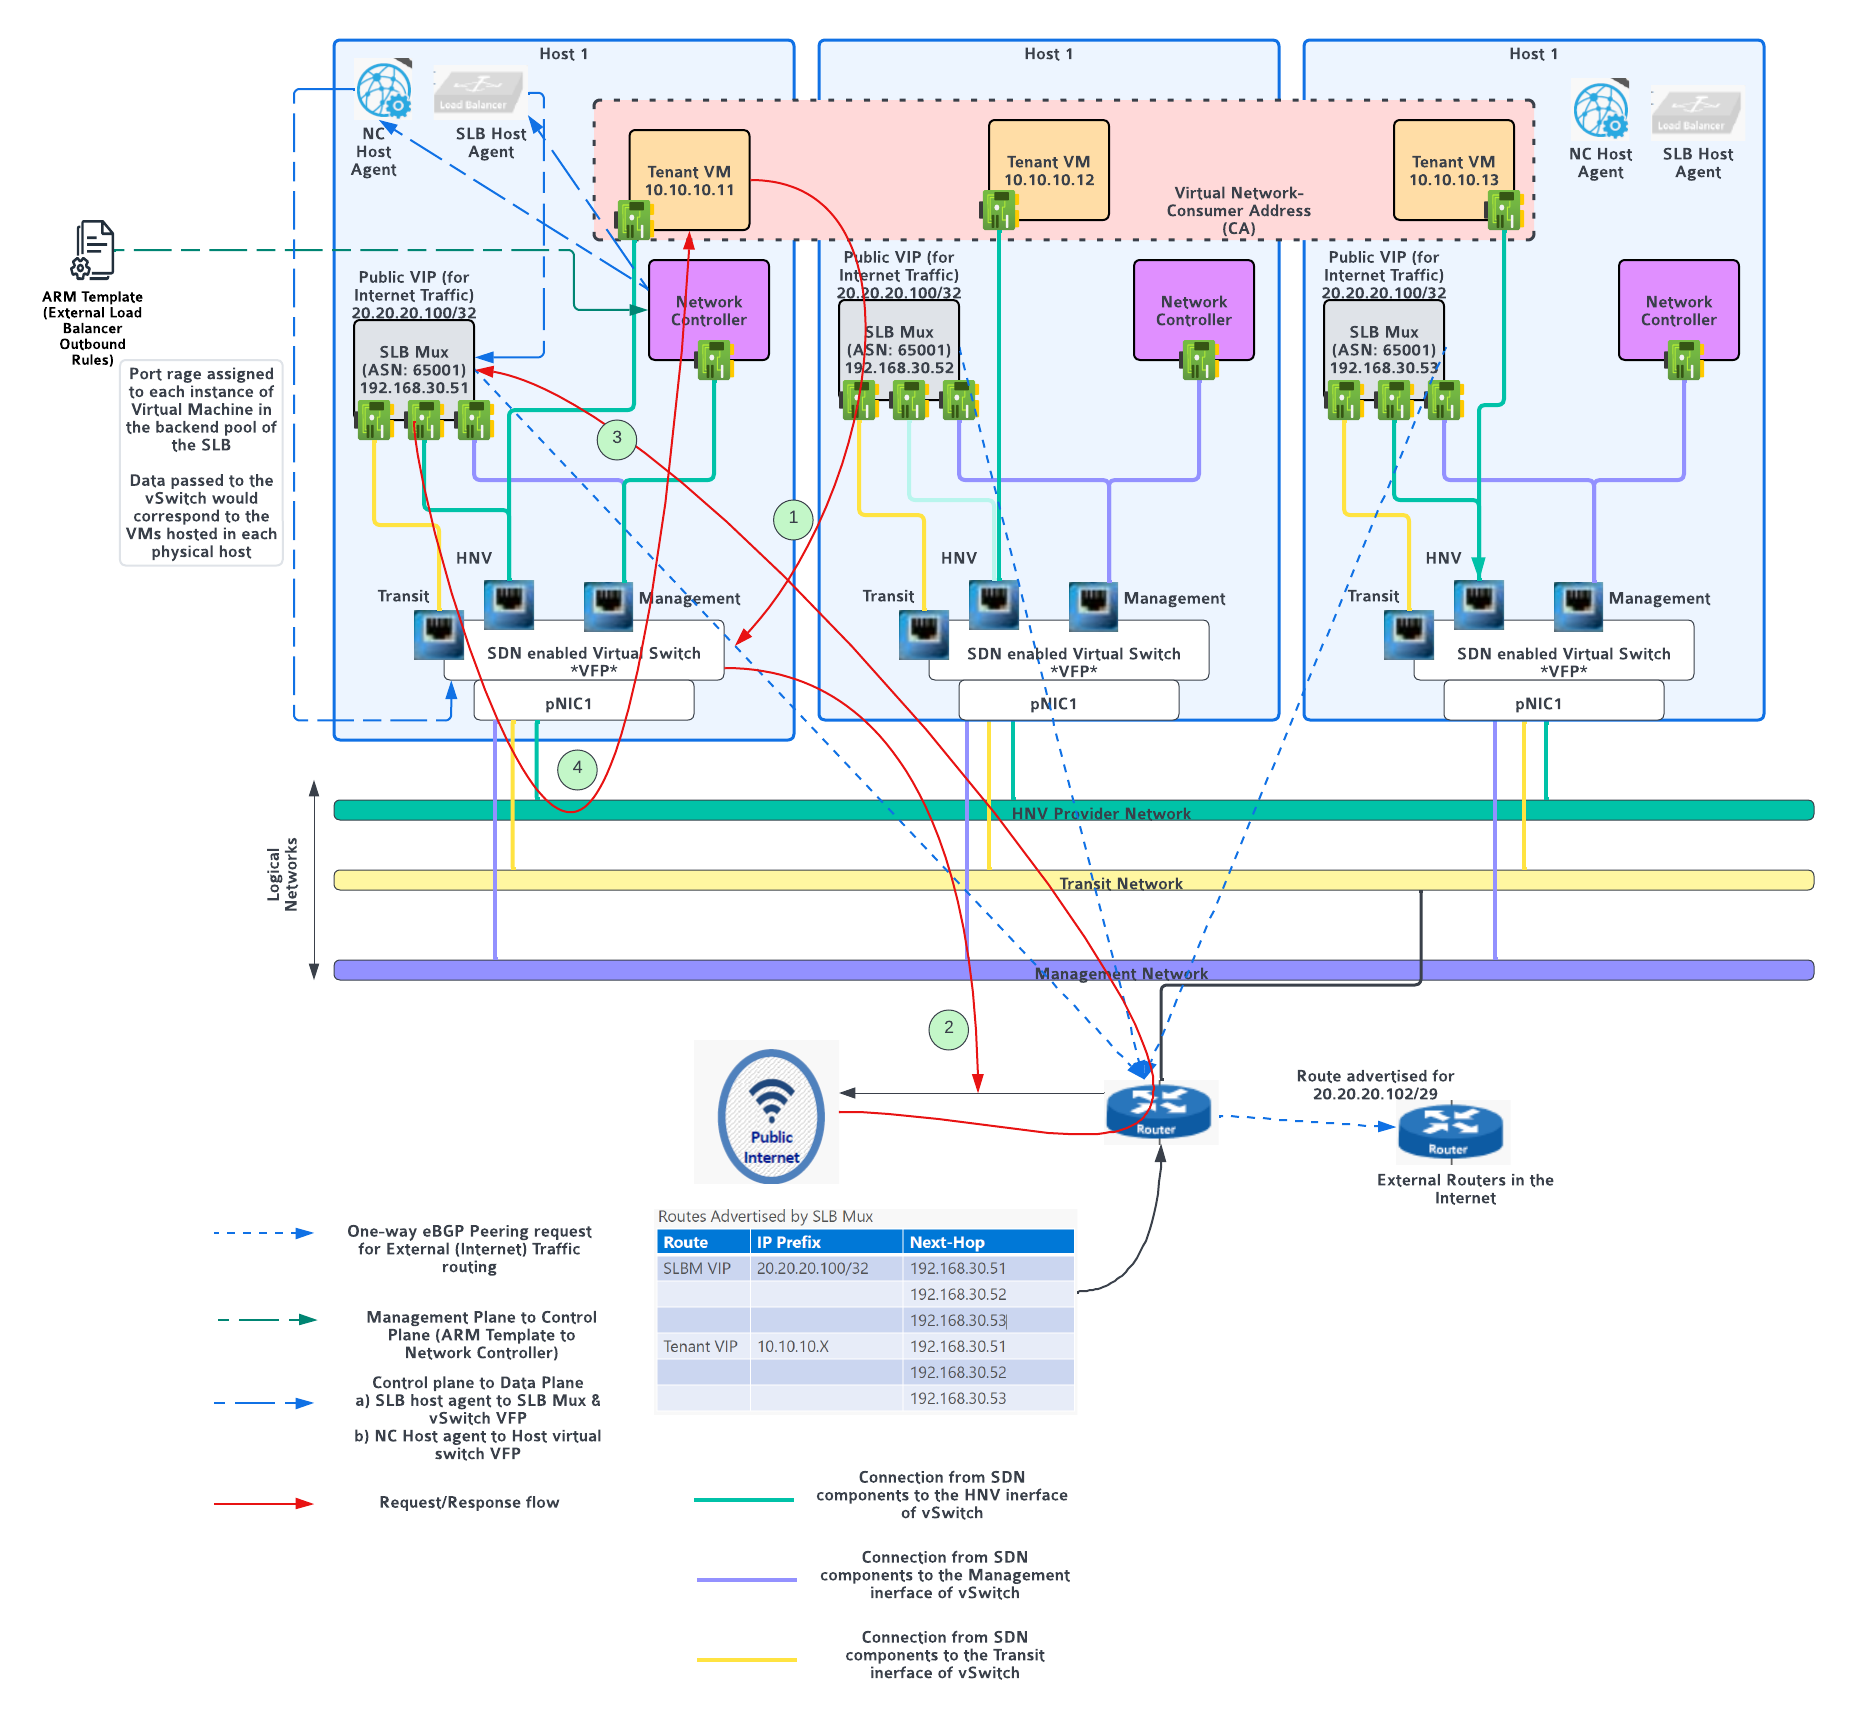 Host 1
NC
Host
Agent
Load Balancer
SLB Host
Agent
Tenant VM
10.10.10.11
Public VIP (for
Internet Traffic)
20.20.20.100/32
SLB Mux
(ASN: 65001)
192.168.30.51
Network
Controller
3
HNV
Transit
Management
SDN enabled Virtual Switch
*VFP*
pNIC1
4
1
ARM Template
(External Load
Balancer
Outbound
Rules)
Port rage assigned
to each instance of
Virtual Machine in
the backend pool of
the SLB
Data passed to the
vSwitch would
correspond to the
VMs hosted in each
physical host
Host 1
Tenant VM
10.10.10.12
Virtual Network-
Consumer Address
(CA)
Public VIP (for
Internet Traffic)
20.20.20.100/32
SLB Mux
(ASN: 65001)
192.168.30.52
Network
Controller
HNV
Transit
Management
SDN enabled Virtual Switch
*VFP*
pNIC1
Host 1
Tenant VM
10.10.10.13
NC Host
Agent
Load Balancer
SLB Host
Agent
Public VIP (for
Internet Traffic)
20.20.20.100/32
SLB Mux
(ASN: 65001)
192.168.30.53
Network
Controller
HNV
Transit
Management
SDN enabled Virtual Switch
*VFP*
pNIC1
Logical
Networks
HNV Provider Network
Transit Network
Management Network
2
Public
Internet
Router
Route advertised for
20.20.20.102/29
Router
External Routers in the
Internet
Routes Advertised by SLB Mux
Route IP Prefix Next-Hop
SLBM VIP 20.20.20.100/32 192.168.30.51
192.168.30.52
192.168.30.53
Tenant VIP 10.10.10.X 192.168.30.51
192.168.30.52
192.168.30.53
One-way eBGP Peering request
for External (Internet) Traffic
routing
Management Plane to Control
Plane (ARM Template to
Network Controller)
Control plane to Data Plane
a) SLB host agent to SLB Mux &
vSwitch VFP
b) NC Host agent to Host virtual
switch VFP
Request/Response flow
Connection from SDN
components to the HNV inerface
of vSwitch
Connection from SDN
components to the Management
inerface of vSwitch
Connection from SDN
components to the Transit
inerface of vSwitch